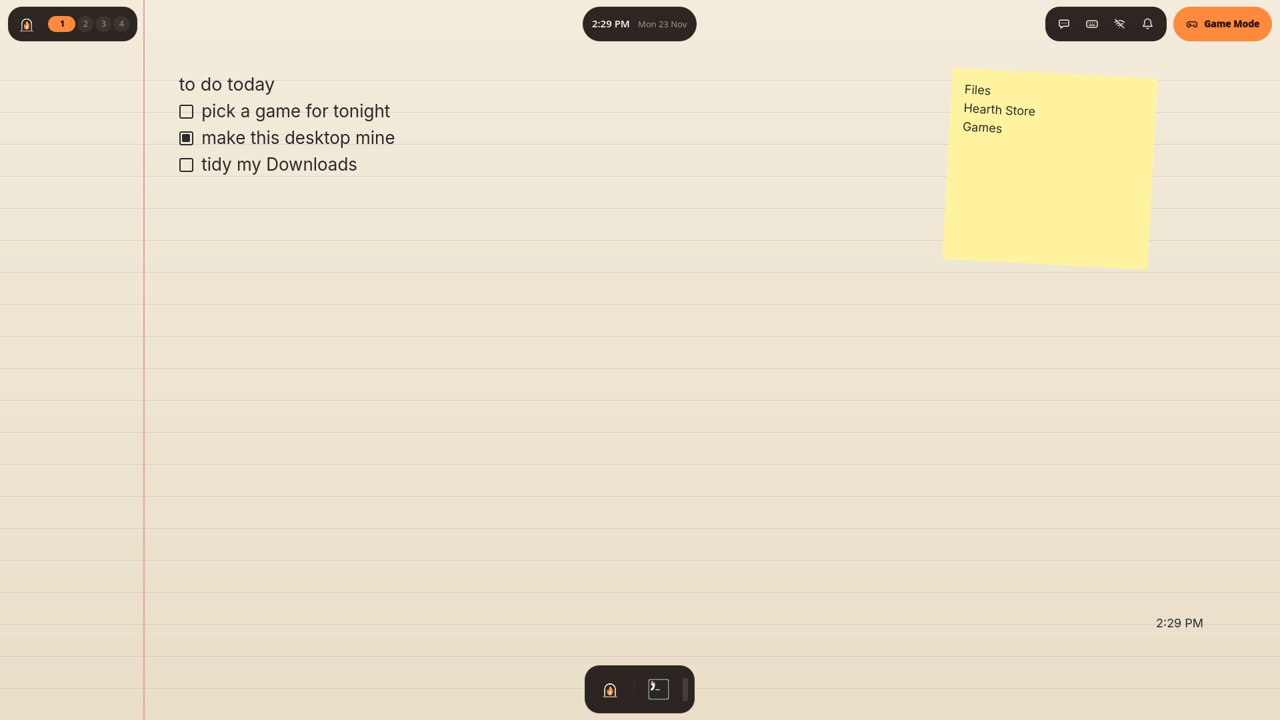 1 2 3 4
2:29 PM Mon 23 Nov
Game Mode
to do today
pick a game for tonight
make this desktop mine
tidy my Downloads
Files
Hearth Store
Games
2:29 PM